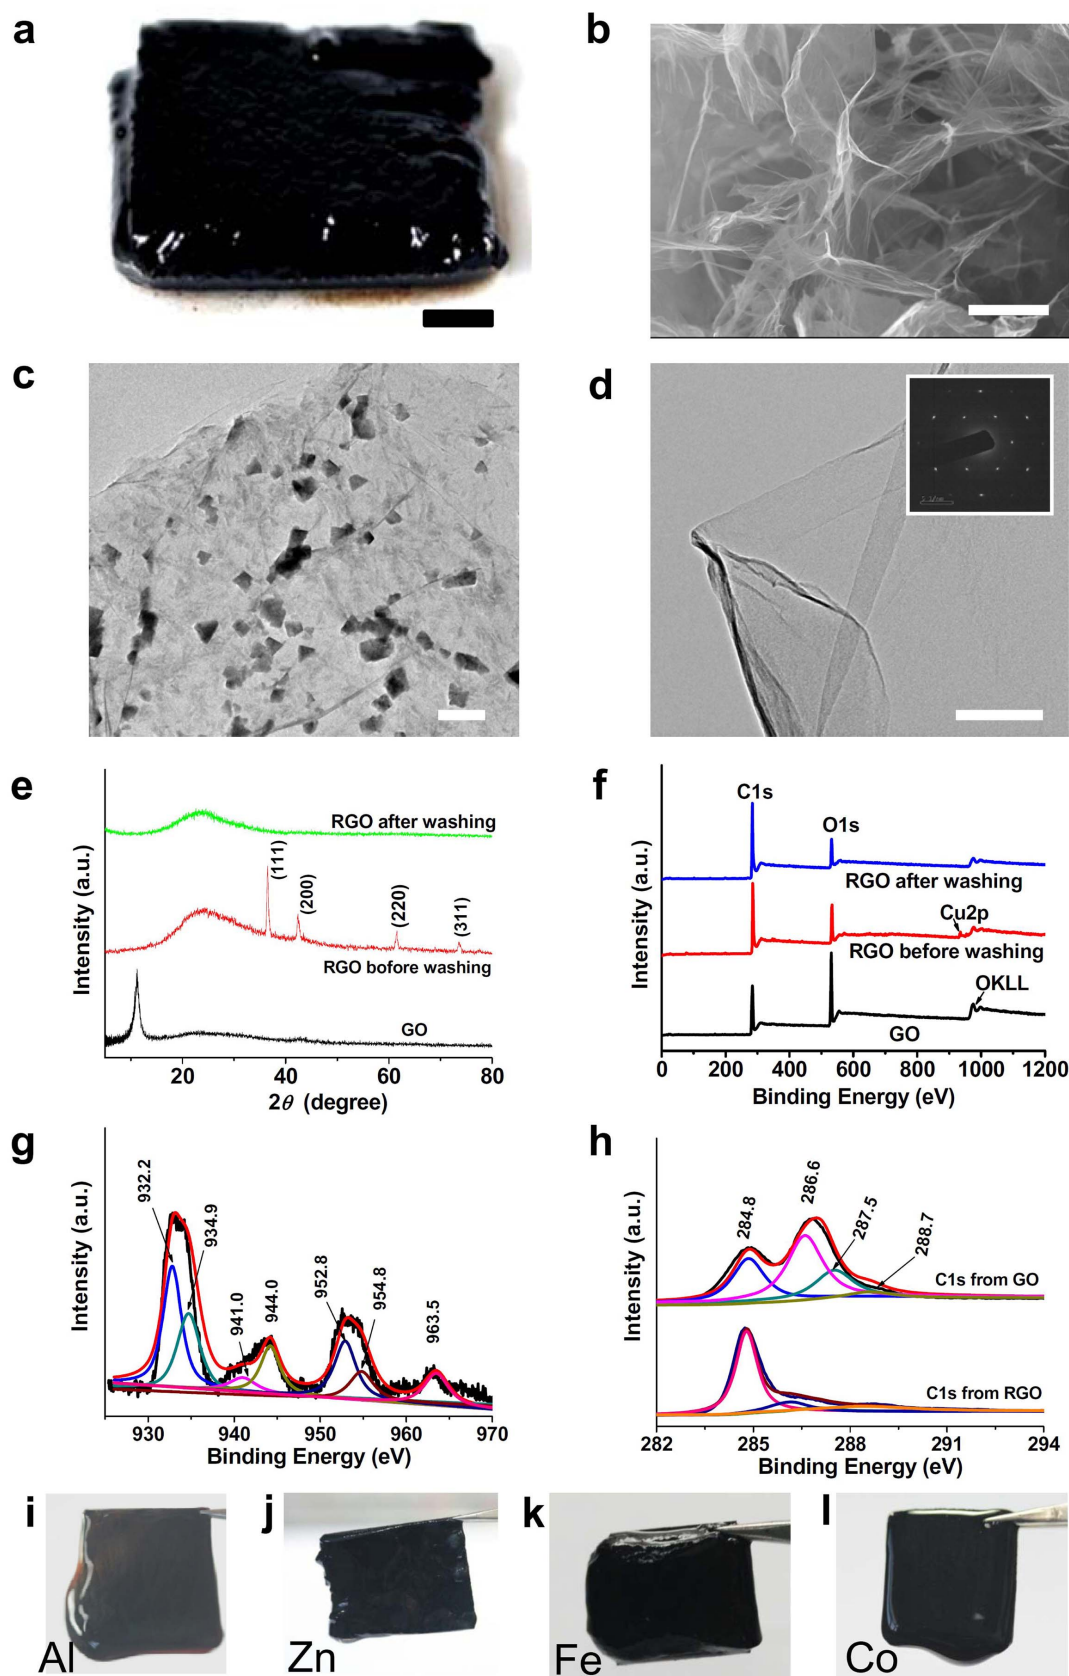 a
b
c
d
e
RGO after washing
(111)
(200)
(220)
(311)
RGO bofore washing
GO
Intensity (a.u.)
20 40 60 80
2θ (degree)
f
C1s
O1s
RGO after washing
Cu2p
RGO before washing
OKLL
GO
Intensity (a.u.)
0 200 400 600 800 1000 1200
Binding Energy (eV)
g
932.2
934.9
941.0
944.0
952.8
954.8
963.5
Intensity (a.u.)
930 940 950 960 970
Binding Energy (eV)
h
284.8
286.6
287.5
288.7
C1s from GO
C1s from RGO
Intensity (a.u.)
282 285 288 291 294
Binding Energy (eV)
i
Al
j
Zn
k
Fe
l
Co